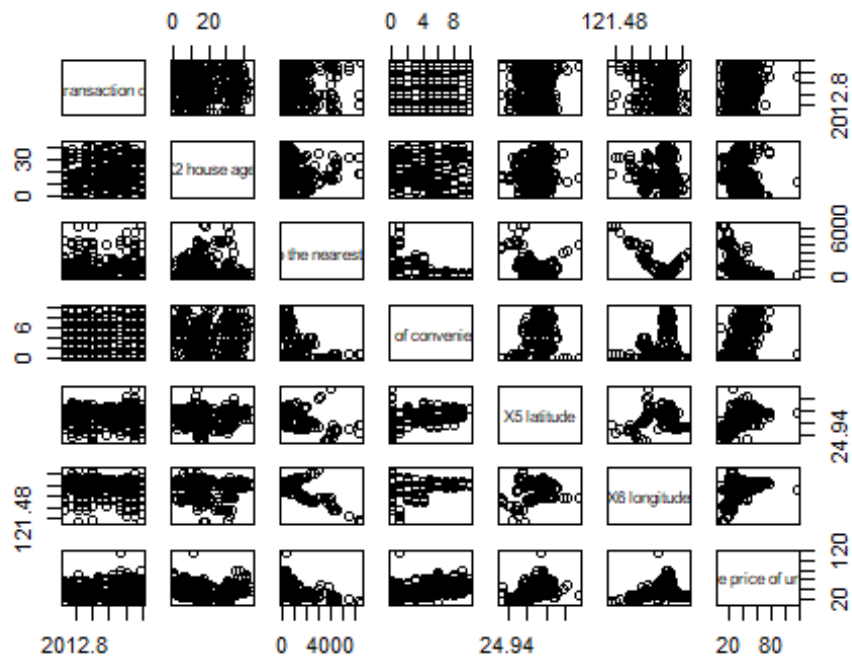 0 20 0 4 8 121.48
ransaction d
2012.8
0 30
X2 house age
o the nearest
0 6000
0 6
of convenie
X5 latitude
24.94
121.48
X6 longitude
e price of un
20 120
2012.8 0 4000 24.94 20 80